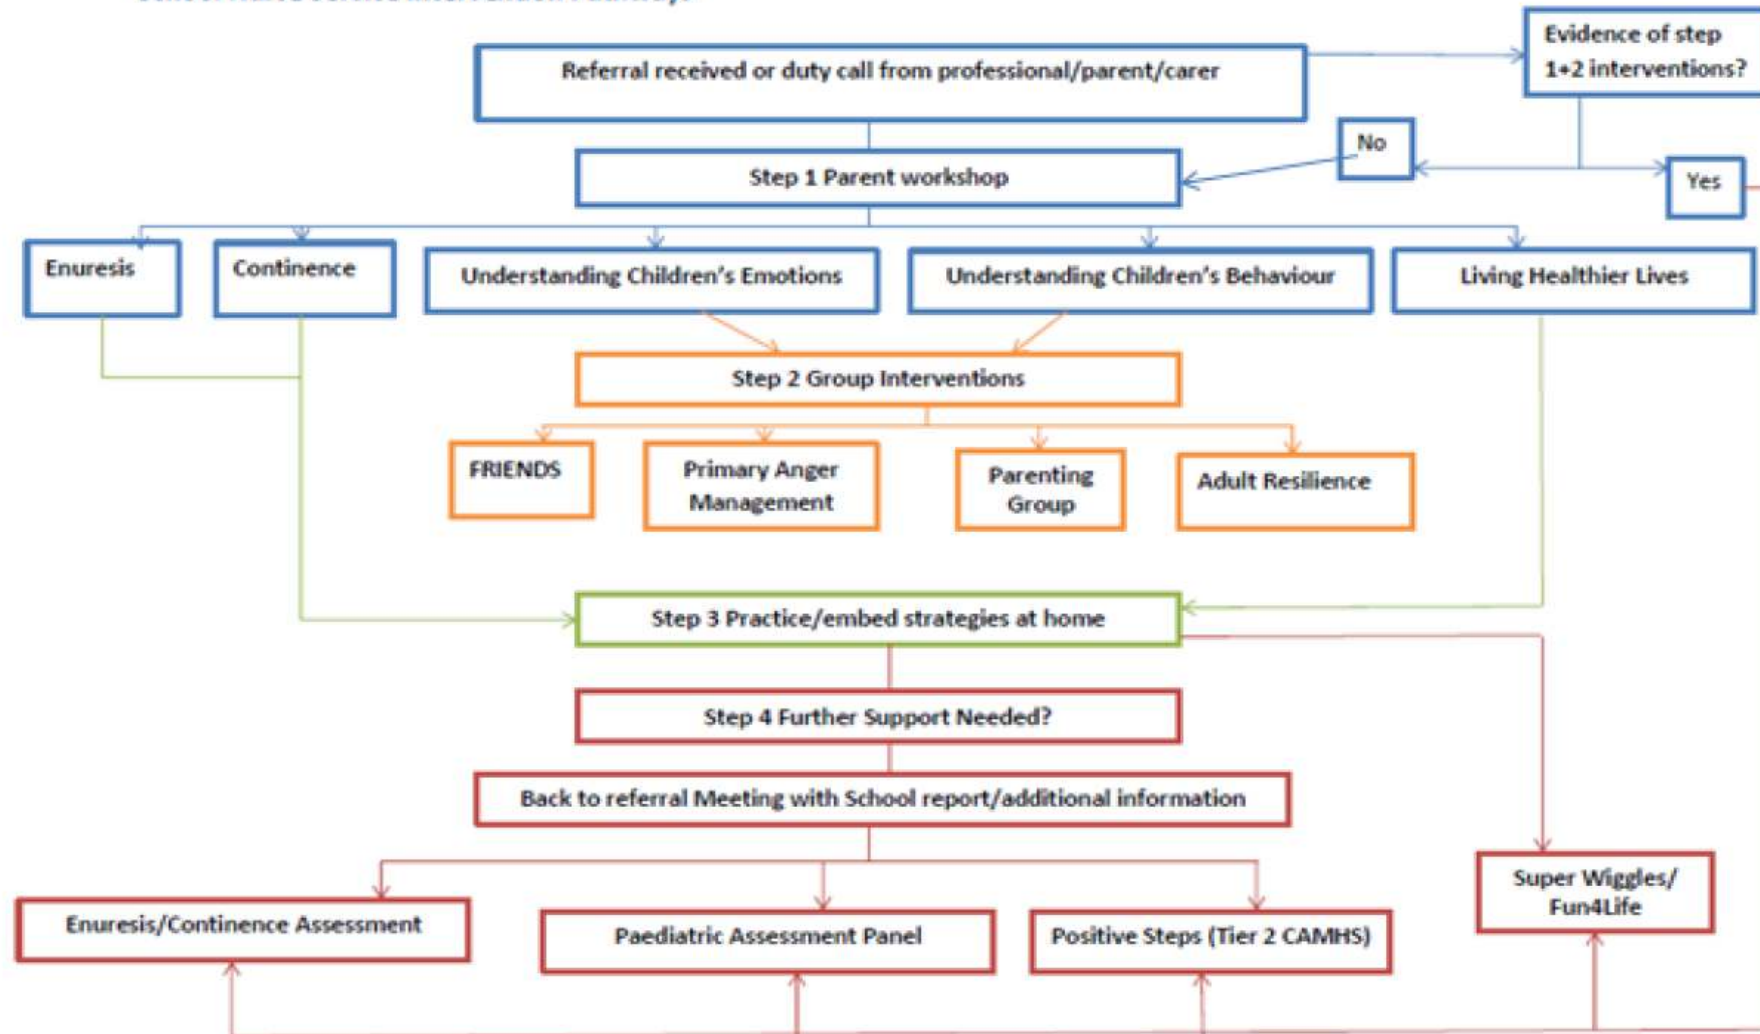 Referral received or duty call from professional/parent/carer
Evidence of step
1+2 interventions?
No
Yes
Step 1 Parent workshop
Enuresis
Continence
Understanding Children's Emotions
Understanding Children's Behaviour
Living Healthier Lives
Step 2 Group Interventions
FRIENDS
Primary Anger
Management
Parenting
Group
Adult Resilience
Step 3 Practice/embed strategies at home
Step 4 Further Support Needed?
Back to referral Meeting with School report/additional information
Super Wiggles/
Fun4Life
Enuresis/Continence Assessment
Paediatric Assessment Panel
Positive Steps (Tier 2 CAMHS)